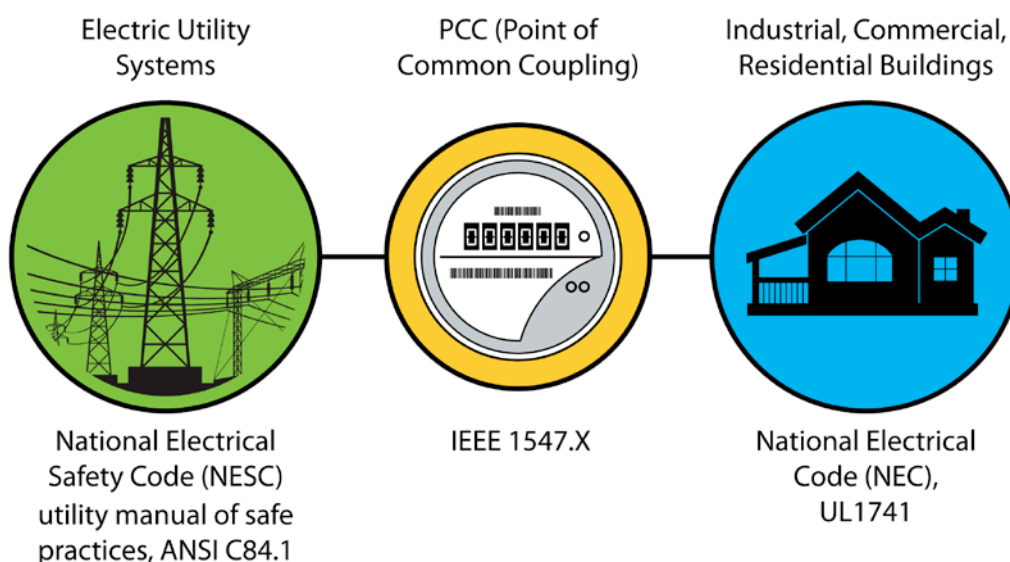 Electric Utility
Systems
PCC (Point of
Common Coupling)
Industrial, Commercial,
Residential Buildings
National Electrical
Safety Code (NESC)
utility manual of safe
practices, ANSI C84.1
IEEE 1547.X
National Electrical
Code (NEC),
UL1741